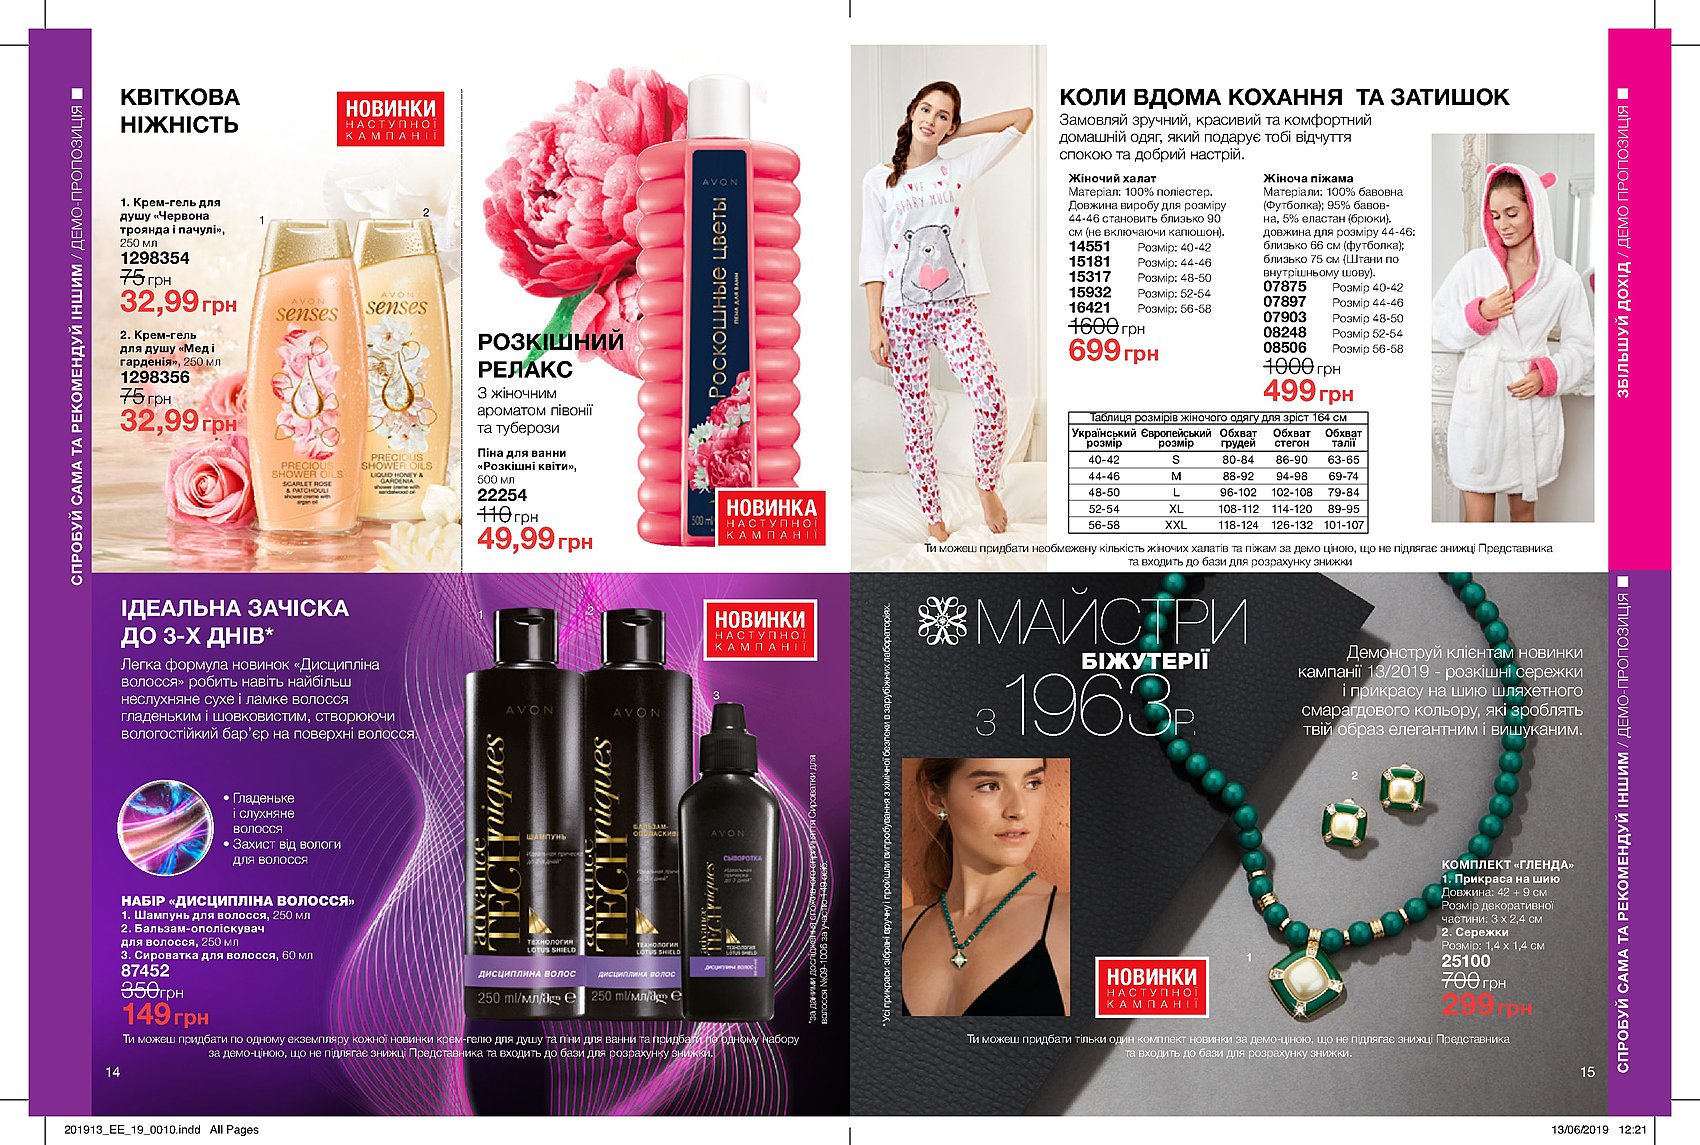 СПРОБУЙ САМА ТА РЕКОМЕНДУЙ ІНШИМ / ДЕМО-ПРОПОЗИЦІЯ
КВІТКОВА
НІЖНІСТЬ
НОВИНКИ
НАСТУПНОЇ
КАМПАНІЇ
1. Крем-гель для
душу «Червона
троянда і пачулі»,
250 мл
1298354
75 грн
32,99 грн
2. Крем-гель
для душу «Мед і
гарденія», 250 мл
1298356
75 грн
32,99 грн
1
2
AVON
senses
PRECIOUS
SHOWER OILS
SCARLET ROSE
& PATCHOULI
shower creme with
argan oil
AVON
senses
PRECIOUS
SHOWER OILS
LIQUID HONEY &
GARDENIA
shower creme with
sandalwood oil
РОЗКІШНИЙ
РЕЛАКС
З жіночним
ароматом півонії
та туберози
Піна для ванни
«Розкішні квіти»,
500 мл
22254
110 грн
49,99 грн
AVON
Роскошные цветы
ПЕНА ДЛЯ ВАНН
500 ml
НОВИНКА
НАСТУПНОЇ
КАМПАНІЇ
КОЛИ ВДОМА КОХАННЯ ТА ЗАТИШОК
Замовляй зручний, красивий та комфортний
домашній одяг, який подарує тобі відчуття
спокою та добрий настрій.
Жіночий халат
Матеріал: 100% поліестер.
Довжина виробу для розміру
44-46 становить близько 90
см (не включаючи капюшон).
14551 Розмір: 40-42
15181 Розмір: 44-46
15317 Розмір: 48-50
15932 Розмір: 52-54
16421 Розмір: 56-58
1600 грн
699 грн
Жіноча піжама
Матеріали: 100% бавовна
(Футболка); 95% бавов-
на, 5% еластан (брюки).
довжина для розміру 44-46:
близько 66 см (футболка);
близько 75 см (Штани по
внутрішньому шову).
07875 Розмір 40-42
07897 Розмір 44-46
07903 Розмір 48-50
08248 Розмір 52-54
08506 Розмір 56-58
1000 грн
499 грн
Таблиця розмірів жіночого одягу для зріст 164 см
Український розмір Європейський розмір Обхват грудей Обхват стегон Обхват талії
40-42 S 80-84 86-90 63-65
44-46 M 88-92 94-98 69-74
48-50 L 96-102 102-108 79-84
52-54 XL 108-112 114-120 89-95
56-58 XXL 118-124 126-132 101-107
Ти можеш придбати необмежену кількість жіночих халатів та піжам за демо ціною, що не підлягає знижці Представника
та входить до бази для розрахунку знижки
ЗБІЛЬШУЙ ДОХІД / ДЕМО ПРОПОЗИЦІЯ
ІДЕАЛЬНА ЗАЧІСКА
ДО 3-Х ДНІВ*
Легка формула новинок «Дисципліна
волосся» робить навіть найбільш
неслухняне сухе і ламке волосся
гладеньким і шовковистим, створюючи
вологостійкий бар'єр на поверхні волосся.
• Гладеньке
і слухняне
волосся
• Захист від вологи
для волосся
НАБІР «ДИСЦИПЛІНА ВОЛОССЯ»
1. Шампунь для волосся, 250 мл
2. Бальзам-ополіскувач
для волосся, 250 мл
3. Сироватка для волосся, 60 мл
87452
350 грн
149 грн
1
2
3
НОВИНКИ
НАСТУПНОЇ
КАМПАНІЇ
AVON
advance
TECHniques
ШАМПУНЬ
ТЕХНОЛОГИЯ
LOTUS SHIELD
ДИСЦИПЛИНА ВОЛОС
250 ml/мл
AVON
advance
TECHniques
БАЛЬЗАМ-
ТЕХНОЛОГИЯ
LOTUS SHIELD
ДИСЦИПЛИНА ВОЛОС
250 ml/мл
AVON
advance
TECHniques
СЫВОРОТКА
ДИСЦИПЛИНА ВОЛОС
Ти можеш придбати по одному екземпляру кожної новинки крем-гелю для душу та піни для ванни та придбати по одному набору
за демо-ціною, що не підлягає знижці Представника та входить до бази для розрахунку знижки.
14
* Усі прикраси зібрані вручну і пройшли випробування з хімічної безпеки в зарубіжних лабораторіях.
МАЙСТРИ
БІЖУТЕРІЇ
З 1963 Р.
Демонструй клієнтам новинки
кампанії 13/2019 - розкішні сережки
і прикрасу на шию шляхетного
смарагдового кольору, які зроблять
твій образ елегантним і вишуканим.
2
1
КОМПЛЕКТ «ГЛЕНДА»
1. Прикраса на шию
Довжина: 42 + 9 см
Розмір декоративної
частини: 3 х 2,4 см
2. Сережки
Розмір: 1,4 х 1,4 см
25100
700 грн
299 грн
НОВИНКИ
НАСТУПНОЇ
КАМПАНІЇ
Ти можеш придбати тільки один комплект новинки за демо-ціною, що не підлягає знижці Представника
та входить до бази для розрахунку знижки.
15
СПРОБУЙ САМА ТА РЕКОМЕНДУЙ ІНШИМ / ДЕМО-ПРОПОЗИЦІЯ
201913_EE_19_0010.indd All Pages
13/06/2019 12:21